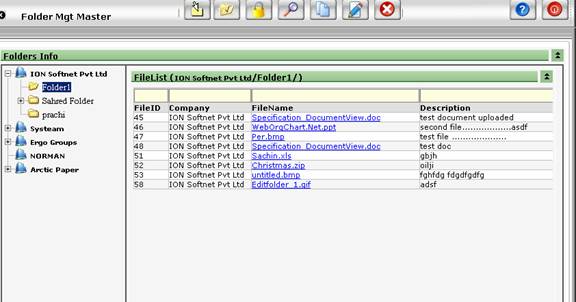 Folder Mgt Master
Folders Info
ION Softnet Pvt Ltd
Folder1
Sahred Folder
prachi
Systeam
Ergo Groups
NORMAN
Arctic Paper
FileList (ION Softnet Pvt Ltd/Folder1/)
FileID Company FileName Description
45 ION Softnet Pvt Ltd Specification_DocumentView.doc test document uploaded
46 ION Softnet Pvt Ltd WebOrgChart.Net.ppt second file..................asdf
47 ION Softnet Pvt Ltd Per.bmp test file ....................
48 ION Softnet Pvt Ltd Specification_DocumentView.doc test doc
51 ION Softnet Pvt Ltd Sachin.xls gbjh
52 ION Softnet Pvt Ltd Christmas.zip oilji
53 ION Softnet Pvt Ltd untitled.bmp fghfdg fdgdfgdfg
58 ION Softnet Pvt Ltd Editfolder_1.gif adsf